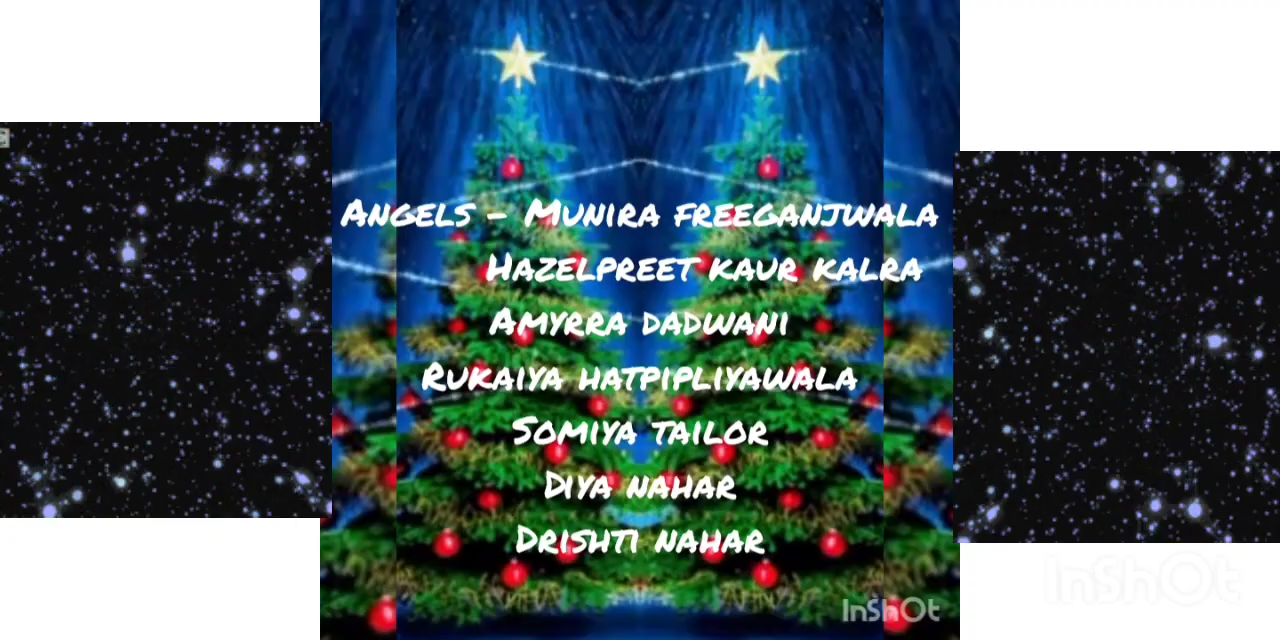 Angels - Munira freeganjwala
Hazelpreet kaur kalra
Amyrra dadwani
Rukaiya hatpipliyawala
Somiya tailor
Diya nahar
Drishti nahar
InShOt
InShOt